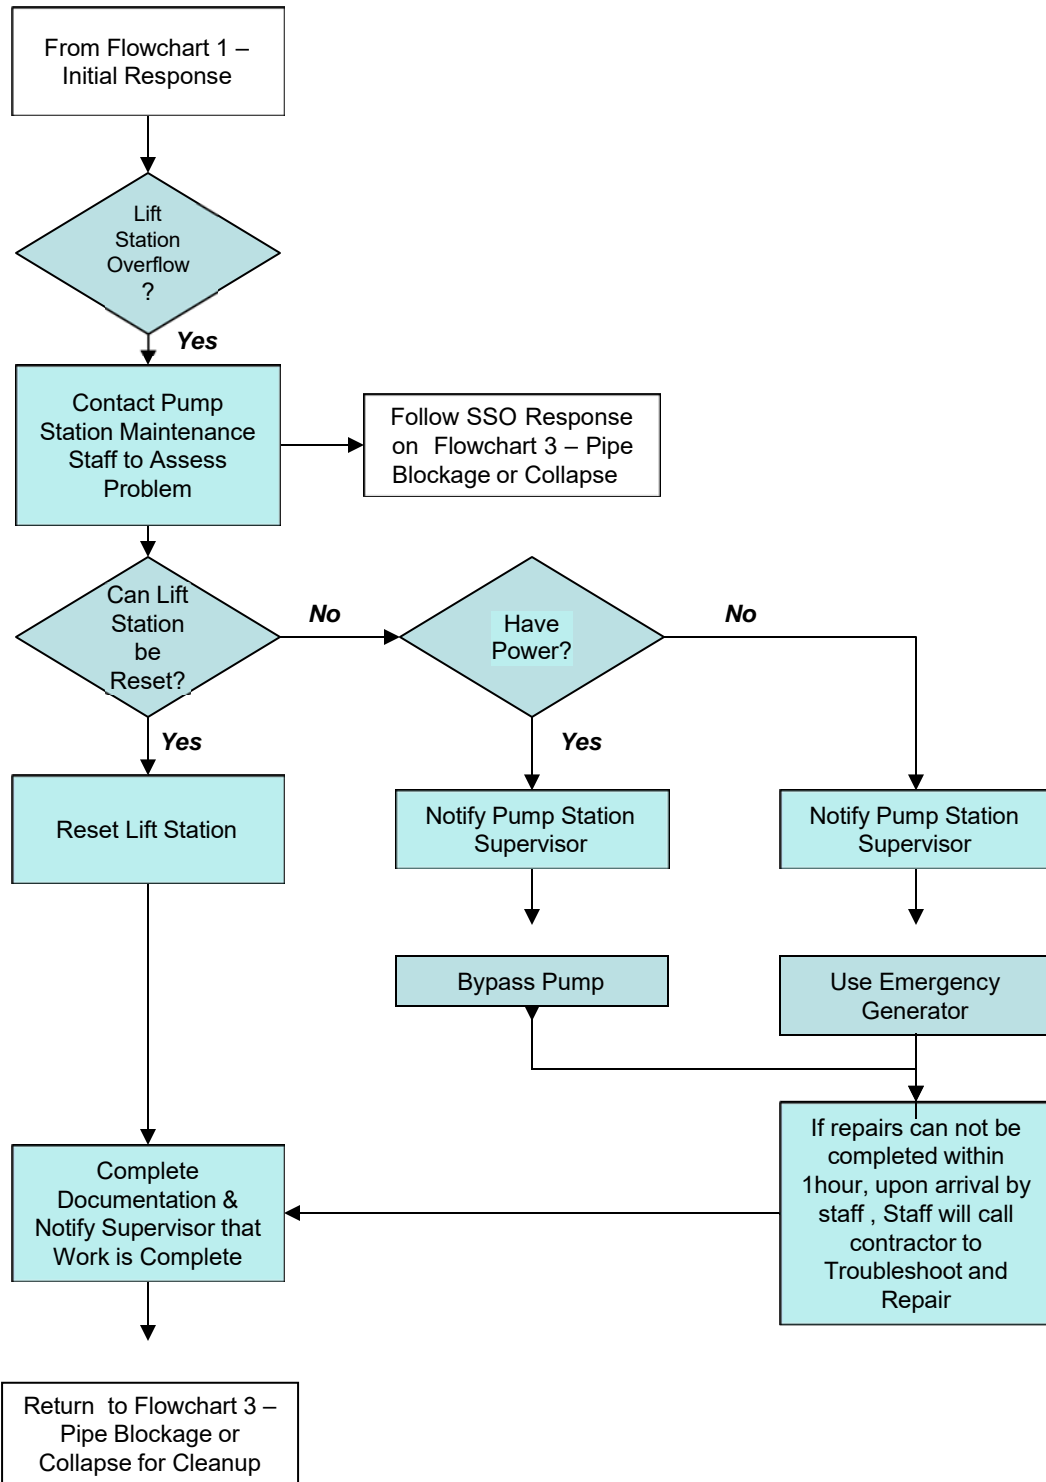 From Flowchart 1 –
Initial Response
Lift
Station
Overflow
?
Yes
Contact Pump
Station Maintenance
Staff to Assess
Problem
Follow SSO Response
on Flowchart 3 – Pipe
Blockage or Collapse
Can Lift
Station
be
Reset?
No
Have
Power?
No
Yes
Yes
Reset Lift Station
Notify Pump Station
Supervisor
Notify Pump Station
Supervisor
Bypass Pump
Use Emergency
Generator
If repairs can not be
completed within
1hour, upon arrival by
staff , Staff will call
contractor to
Troubleshoot and
Repair
Complete
Documentation &
Notify Supervisor that
Work is Complete
Return to Flowchart 3 –
Pipe Blockage or
Collapse for Cleanup